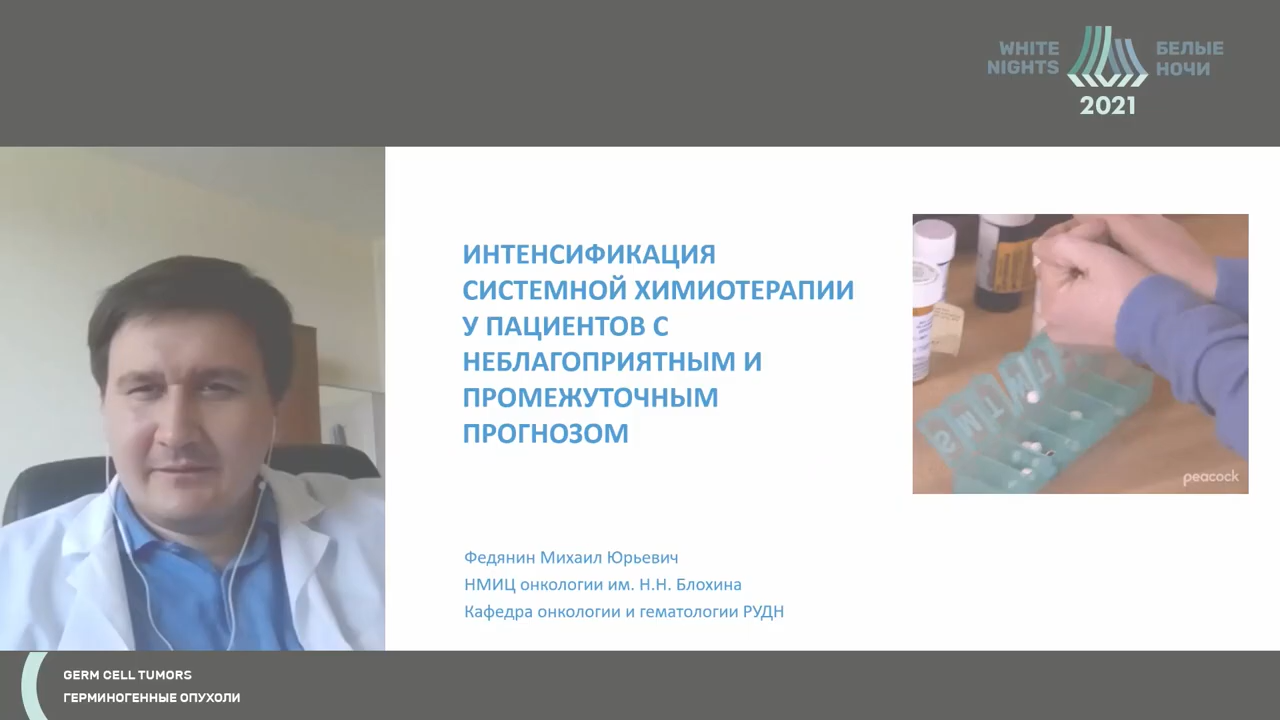 WHITE
NIGHTS
БЕЛЫЕ
НОЧИ
2021
ИНТЕНСИФИКАЦИЯ
СИСТЕМНОЙ ХИМИОТЕРАПИИ
У ПАЦИЕНТОВ С
НЕБЛАГОПРИЯТНЫМ И
ПРОМЕЖУТОЧНЫМ
ПРОГНОЗОМ
S M T
peacock
Федянин Михаил Юрьевич
НМИЦ онкологии им. Н.Н. Блохина
Кафедра онкологии и гематологии РУДН
GERM CELL TUMORS
ГЕРМИНОГЕННЫЕ ОПУХОЛИ